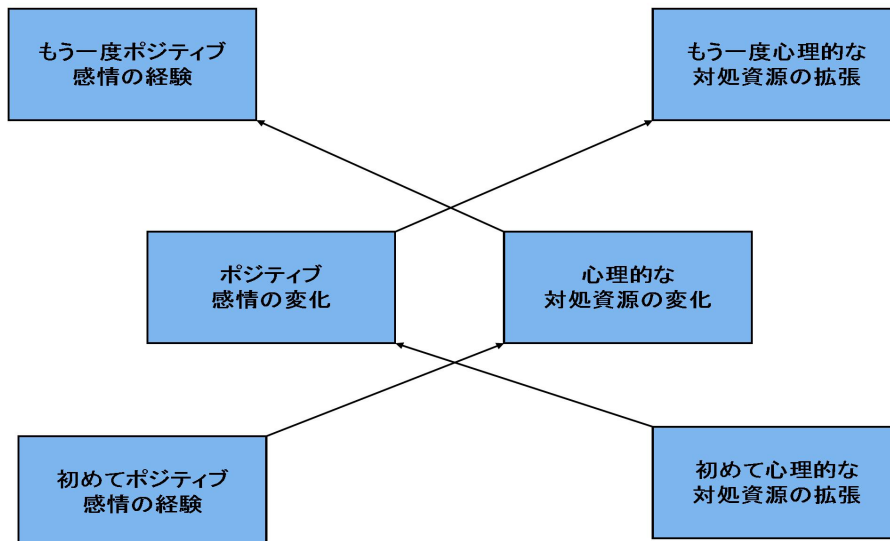 もう一度ポジティブ
感情の経験
もう一度心理的な
対処資源の拡張
ポジティブ
感情の変化
心理的な
対処資源の変化
初めてポジティブ
感情の経験
初めて心理的な
対処資源の拡張